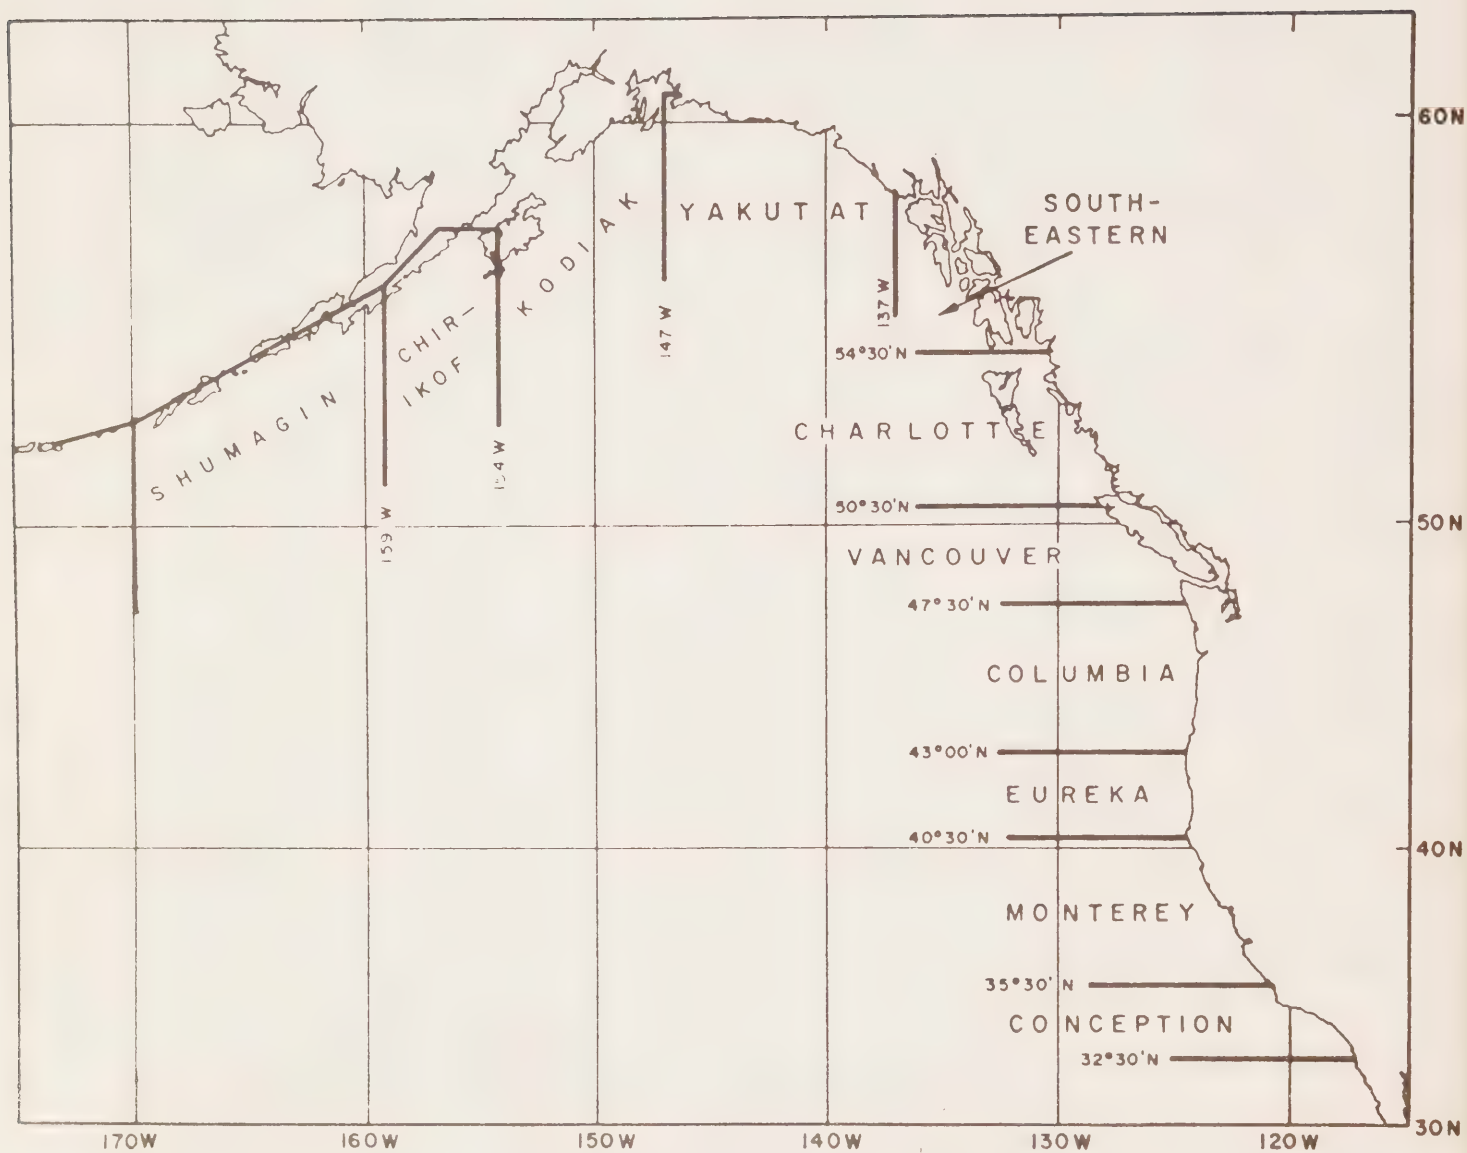 60N
YAKUTAT
SOUTH-
EASTERN
KODIAK
147 W
137 W
CHIR-
IKOF
54°30'N
SHUMAGIN
CHARLOTTE
154 W
50°30'N
50N
159 W
VANCOUVER
47°30'N
COLUMBIA
43°00'N
EUREKA
40°30'N
40N
MONTEREY
35°30'N
CONCEPTION
32°30'N
30N
170W
160W
150W
140W
130W
120W